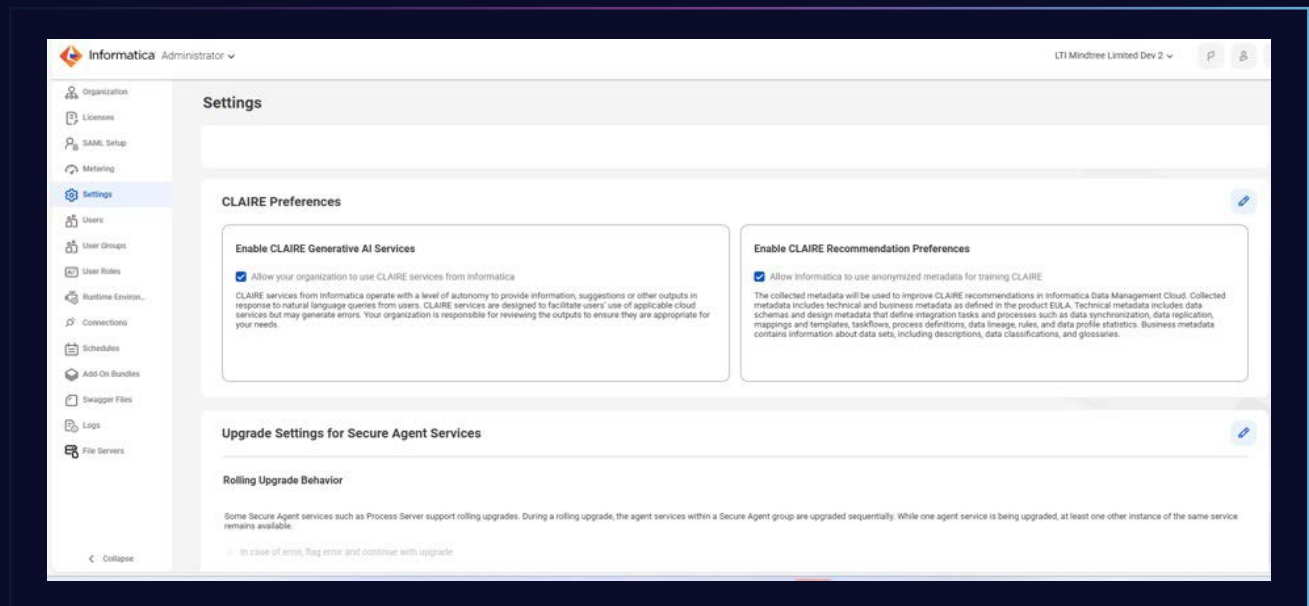 Informatica Administrator
LTI Mindtree Limited Dev 2
Organization
Licenses
SAML Setup
Metering
Settings
Users
User Groups
User Roles
Runtime Environ...
Connections
Schedules
Add-On Bundles
Swagger Files
Logs
File Servers
Collapse
Settings
CLAIRE Preferences
Enable CLAIRE Generative AI Services
Allow your organization to use CLAIRE services from Informatica
CLAIRE services from Informatica operate with a level of autonomy to provide information, suggestions or other outputs in
response to natural language queries from users. CLAIRE services are designed to facilitate users' use of applicable cloud
services but may generate errors. Your organization is responsible for reviewing the outputs to ensure they are appropriate for
your needs.
Enable CLAIRE Recommendation Preferences
Allow Informatica to use anonymized metadata for training CLAIRE
The collected metadata will be used to improve CLAIRE recommendations in Informatica Data Management Cloud. Collected
metadata includes technical and business metadata as defined in the product EULA. Technical metadata includes data
schemas and design metadata that define integration tasks and processes such as data synchronization, data replication,
mappings and templates, taskflows, process definitions, data lineage, rules, and data profile statistics. Business metadata
contains information about data sets, including descriptions, data classifications, and glossaries.
Upgrade Settings for Secure Agent Services
Rolling Upgrade Behavior
Some Secure Agent services such as Process Server support rolling upgrades. During a rolling upgrade, the agent services within a Secure Agent group are upgraded sequentially. While one agent service is being upgraded, at least one other instance of the same service
remains available.
In case of error, flag error and continue with upgrade